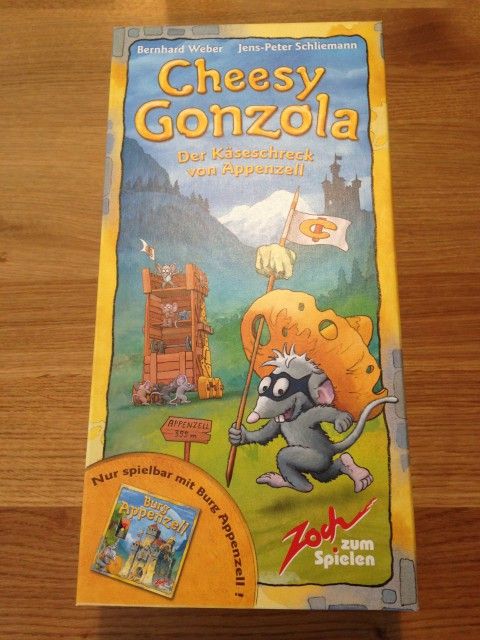 Bernhard Weber Jens-Peter Schliemann
Cheesy
Gonzola
Der Käseschreck
von Appenzell
C
APPENZELL
355 m
Nur spielbar mit Burg Appenzell !
Burg
Appenzell
Zoch
zum
Spielen